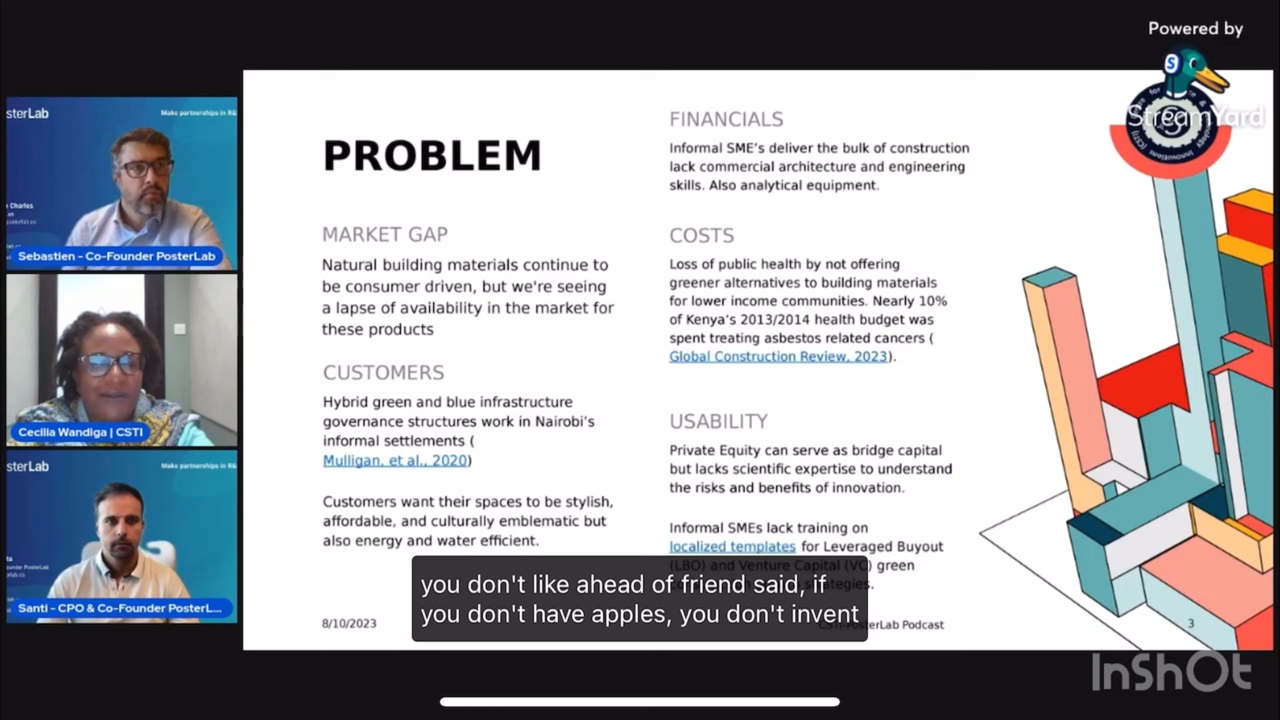 Powered by
StreamYard
sterLab
Make partnerships in R&
Charles
Sebastien - Co-Founder PosterLab
Cecilia Wandiga | CSTI
sterLab
Make partnerships in R&
Santi - CPO & Co-Founder PosterL...
PROBLEM
MARKET GAP
Natural building materials continue to
be consumer driven, but we're seeing
a lapse of availability in the market for
these products
CUSTOMERS
Hybrid green and blue infrastructure
governance structures work in Nairobi's
informal settlements (
Mulligan, et al., 2020)
Customers want their spaces to be stylish,
affordable, and culturally emblematic but
also energy and water efficient.
FINANCIALS
Informal SME's deliver the bulk of construction
lack commercial architecture and engineering
skills. Also analytical equipment.
COSTS
Loss of public health by not offering
greener alternatives to building materials
for lower income communities. Nearly 10%
of Kenya's 2013/2014 health budget was
spent treating asbestos related cancers (
Global Construction Review, 2023).
USABILITY
Private Equity can serve as bridge capital
but lacks scientific expertise to understand
the risks and benefits of innovation.
Informal SMEs lack training on
localized templates for Leveraged Buyout
(LBO) and Venture Capital (VC) green
you don't like ahead of friend said, if
you don't have apples, you don't invent
8/10/2023
PosterLab Podcast
3
InShOt